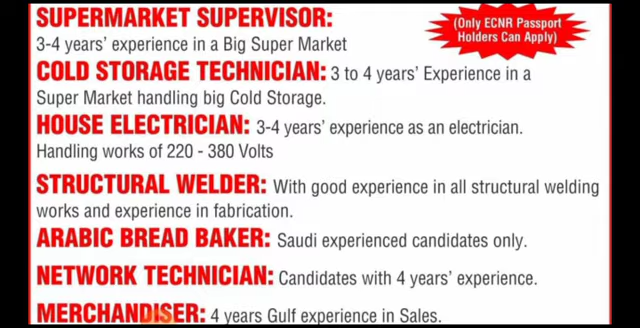 SUPERMARKET SUPERVISOR:
(Only ECNR Passport
Holders Can Apply)
3-4 years' experience in a Big Super Market
COLD STORAGE TECHNICIAN: 3 to 4 years' Experience in a
Super Market handling big Cold Storage.
HOUSE ELECTRICIAN: 3-4 years' experience as an electrician.
Handling works of 220 - 380 Volts
STRUCTURAL WELDER: With good experience in all structural welding
works and experience in fabrication.
ARABIC BREAD BAKER: Saudi experienced candidates only.
NETWORK TECHNICIAN: Candidates with 4 years' experience.
MERCHANDISER: 4 years Gulf experience in Sales.